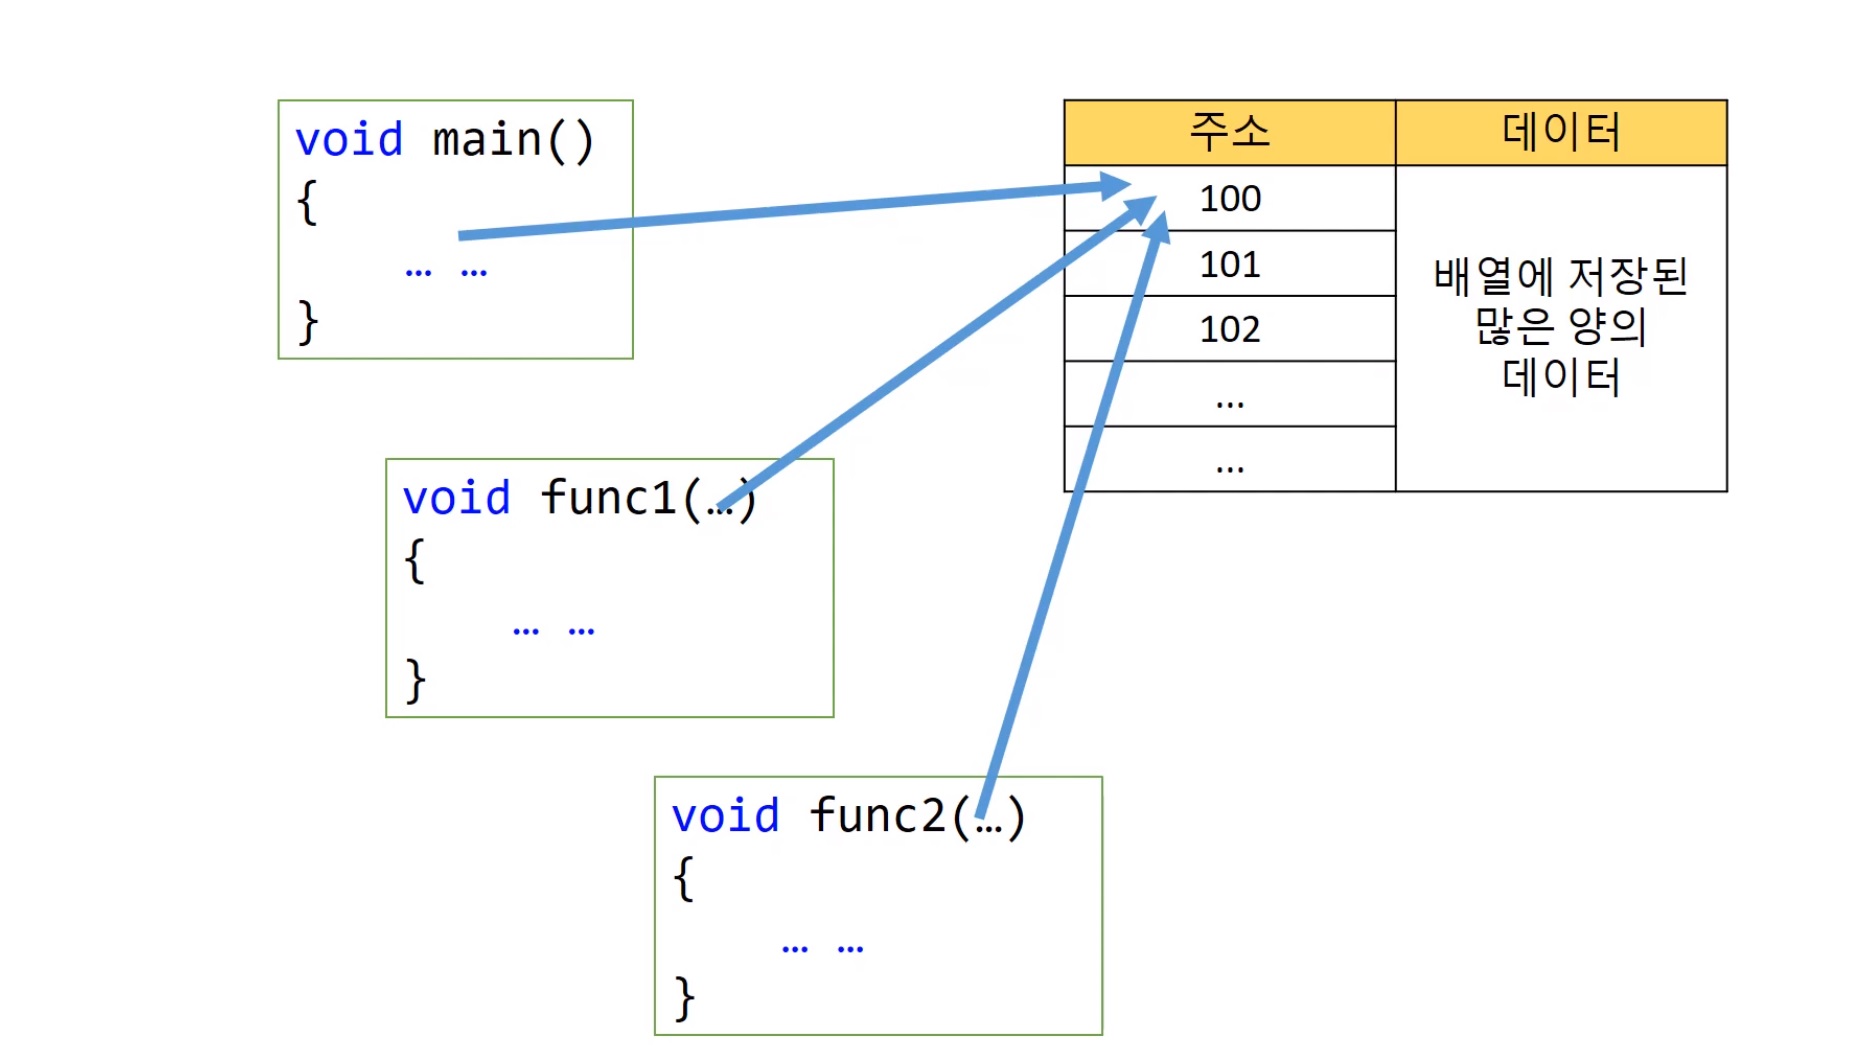 void main()
{
… …
}
주소 데이터
100
101
102
...
...
배열에 저장된
많은 양의
데이터
void func1(…)
{
… …
}
void func2(…)
{
… …
}